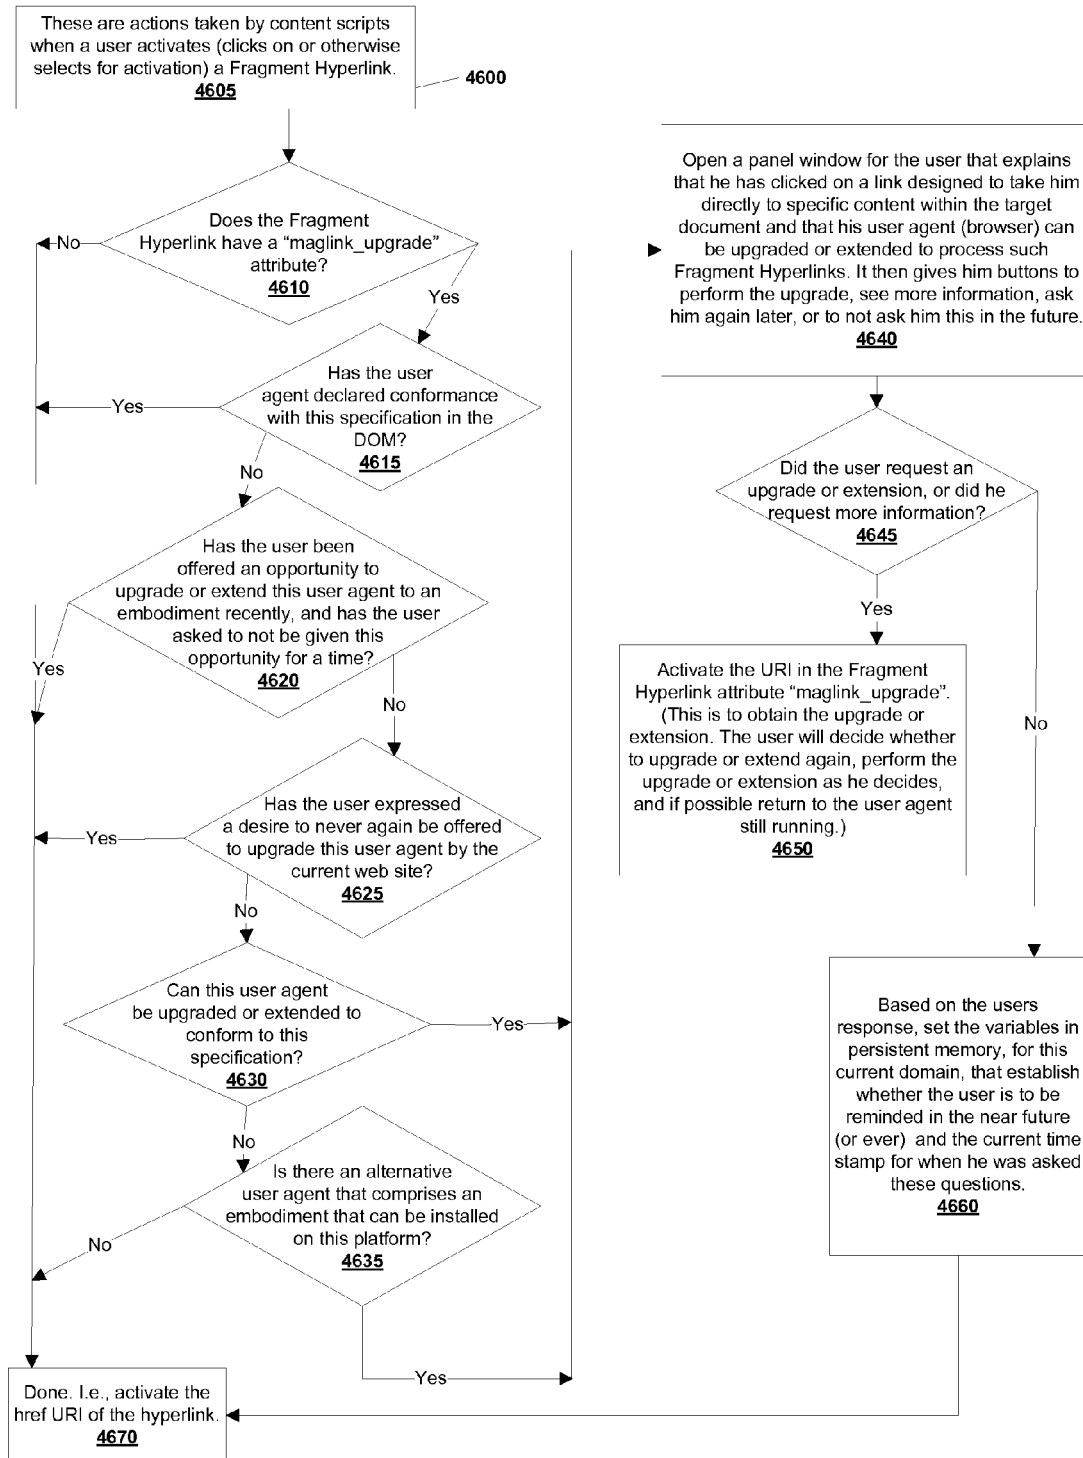 These are actions taken by content scripts
when a user activates (clicks on or otherwise
selects for activation) a Fragment Hyperlink.
4605
4600
Does the Fragment
Hyperlink have a “maglink_upgrade”
attribute?
4610
No
Yes
Has the user
agent declared conformance
with this specification in the
DOM?
4615
Yes
No
Has the user been
offered an opportunity to
upgrade or extend this user agent to an
embodiment recently, and has the user
asked to not be given this
opportunity for a time?
4620
Yes
No
Has the user expressed
a desire to never again be offered
to upgrade this user agent by the
current web site?
4625
Yes
No
Can this user agent
be upgraded or extended to
conform to this
specification?
4630
Yes
No
Is there an alternative
user agent that comprises an
embodiment that can be installed
on this platform?
4635
No
Yes
Done. I.e., activate the
href URI of the hyperlink.
4670
Open a panel window for the user that explains
that he has clicked on a link designed to take him
directly to specific content within the target
document and that his user agent (browser) can
be upgraded or extended to process such
Fragment Hyperlinks. It then gives him buttons to
perform the upgrade, see more information, ask
him again later, or to not ask him this in the future.
4640
Did the user request an
upgrade or extension, or did he
request more information?
4645
Yes
No
Activate the URI in the Fragment
Hyperlink attribute “maglink_upgrade”.
(This is to obtain the upgrade or
extension. The user will decide whether
to upgrade or extend again, perform the
upgrade or extension as he decides,
and if possible return to the user agent
still running.)
4650
Based on the users
response, set the variables in
persistent memory, for this
current domain, that establish
whether the user is to be
reminded in the near future
(or ever) and the current time
stamp for when he was asked
these questions.
4660